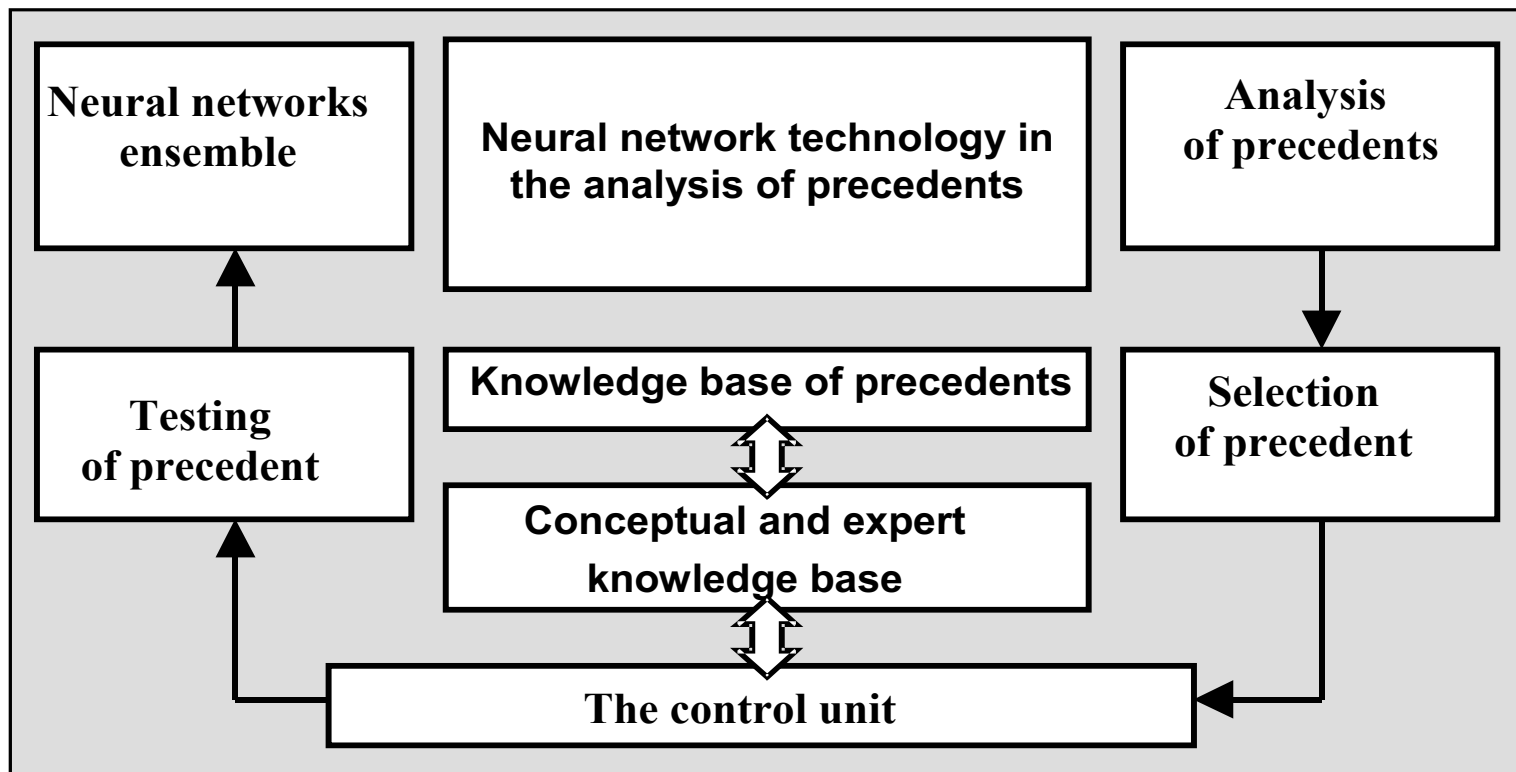 Neural networks
ensemble
Neural network technology in
the analysis of precedents
Analysis
of precedents
Testing
of precedent
Knowledge base of precedents
Selection
of precedent
Conceptual and expert
knowledge base
The control unit